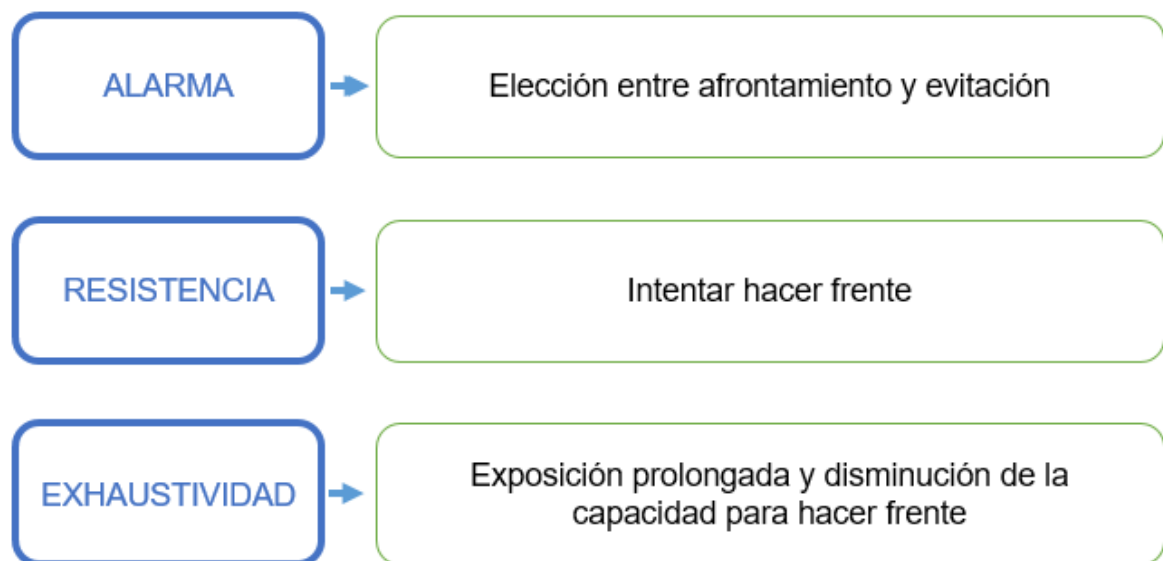 ALARMA
Elección entre afrontamiento y evitación
RESISTENCIA
Intentar hacer frente
EXHAUSTIVIDAD
Exposición prolongada y disminución de la
capacidad para hacer frente